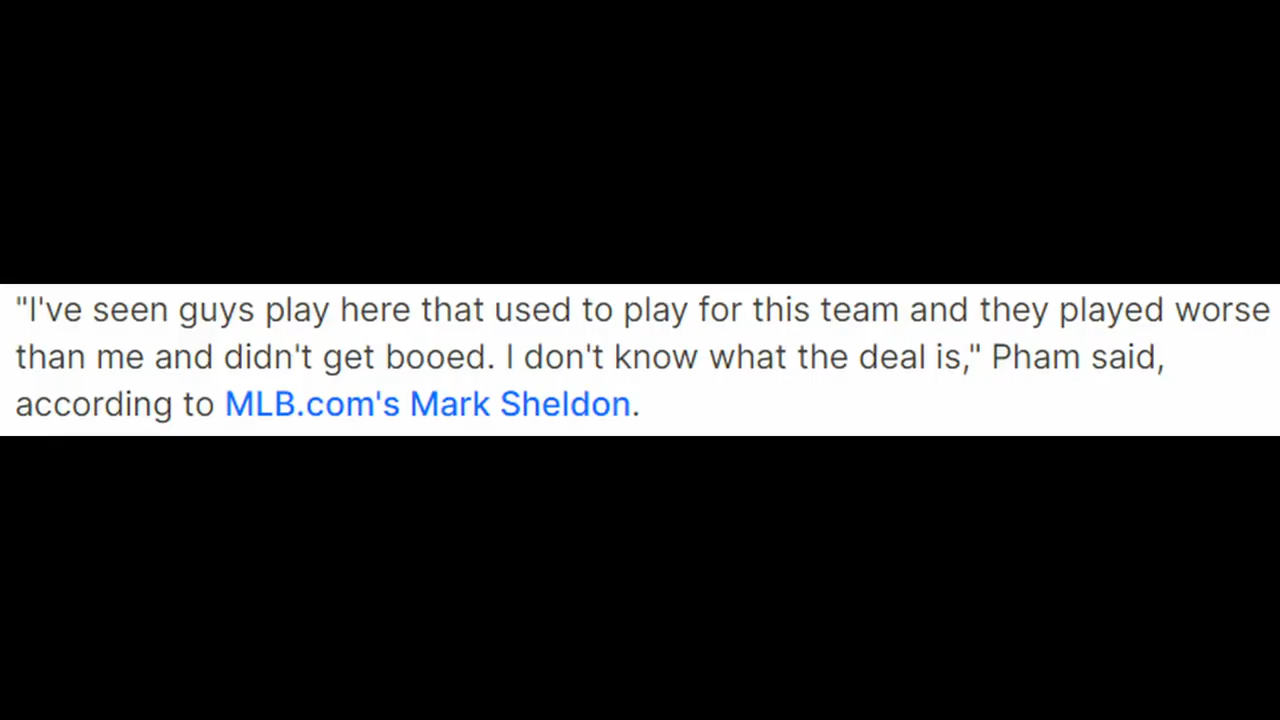 "I've seen guys play here that used to play for this team and they played worse
than me and didn't get booed. I don't know what the deal is," Pham said,
according to MLB.com's Mark Sheldon.